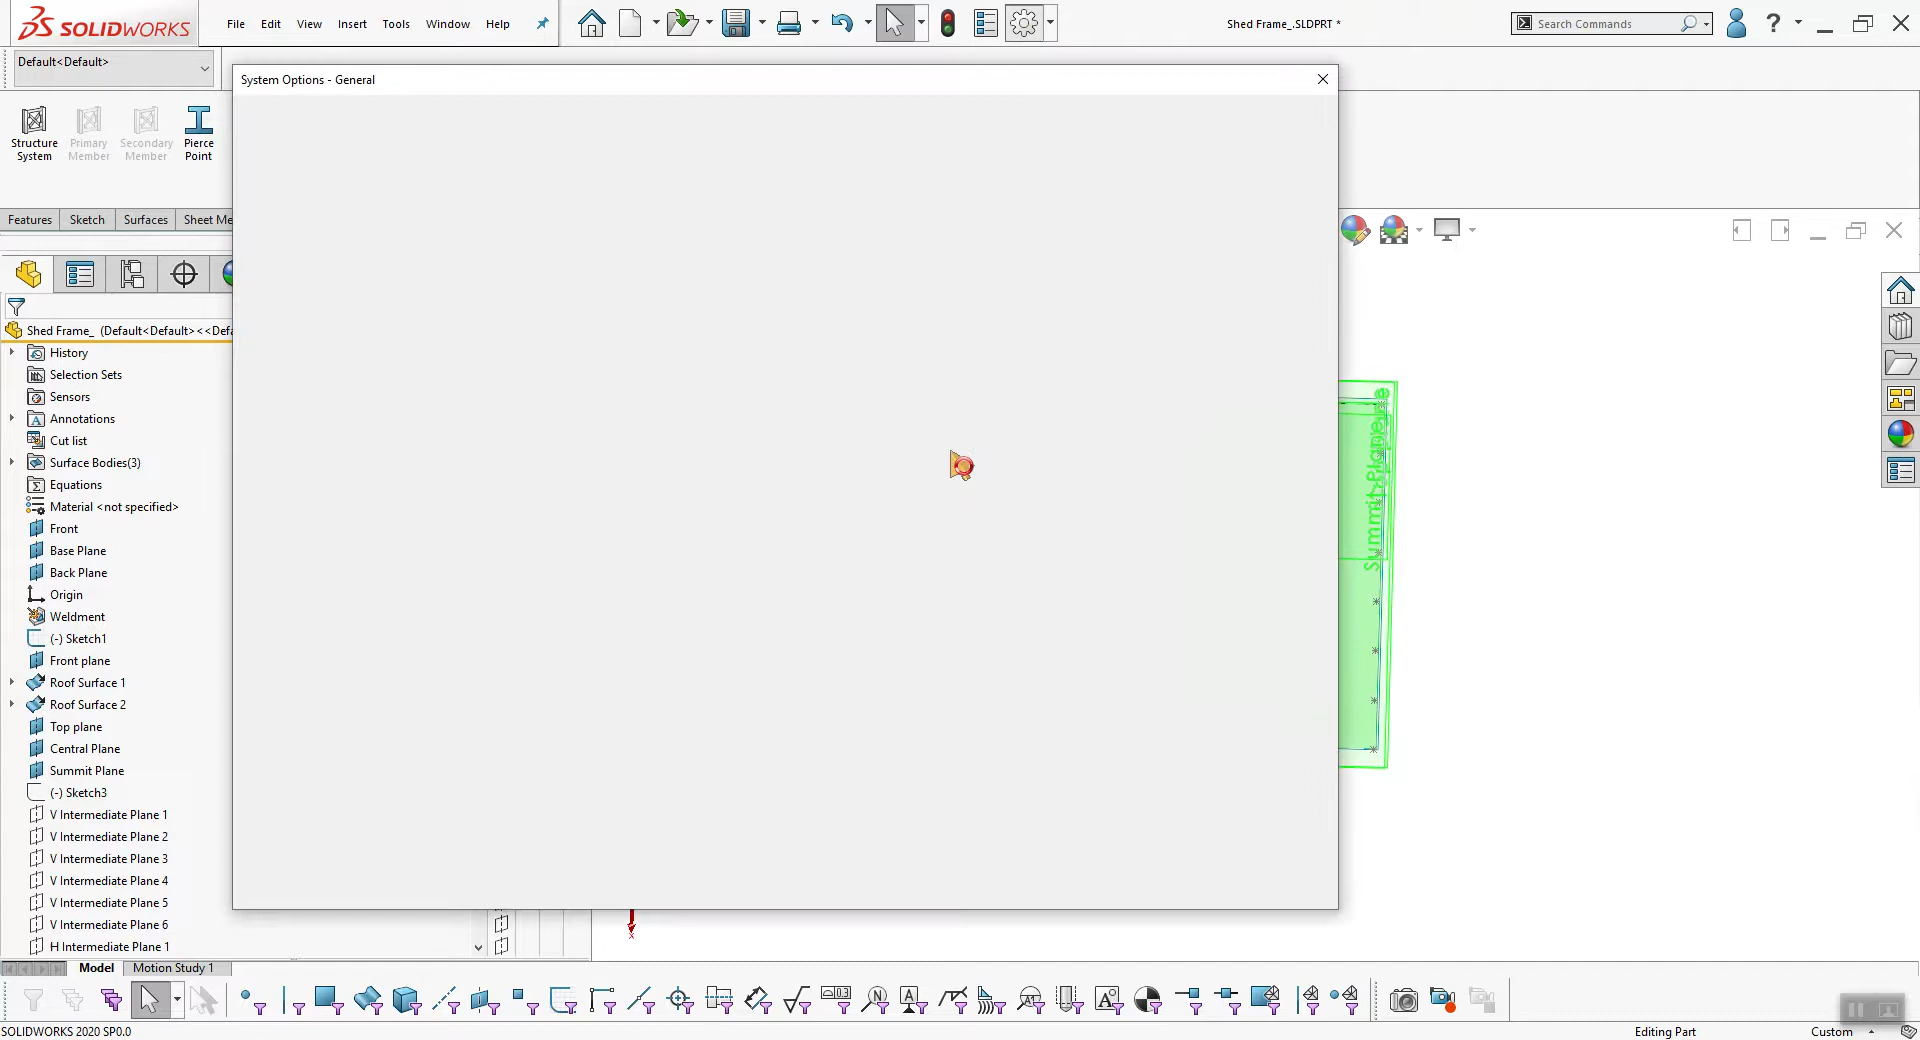 SOLIDWORKS
File Edit View Insert Tools Window Help
Shed Frame_.SLDPRT *
Search Commands
?
Default<Default>
System Options - General
Structure System
Primary Member
Secondary Member
Pierce Point
Features Sketch Surfaces Sheet Me
Shed Frame_ (Default<Default><<Defa
History
Selection Sets
Sensors
Annotations
Cut list
Surface Bodies(3)
Equations
Material <not specified>
Front
Base Plane
Back Plane
Origin
Weldment
(-) Sketch1
Front plane
Roof Surface 1
Roof Surface 2
Top plane
Central Plane
Summit Plane
(-) Sketch3
V Intermediate Plane 1
V Intermediate Plane 2
V Intermediate Plane 3
V Intermediate Plane 4
V Intermediate Plane 5
V Intermediate Plane 6
H Intermediate Plane 1
Summit Plane
x
Model Motion Study 1
SOLIDWORKS 2020 SP0.0
Editing Part
Custom